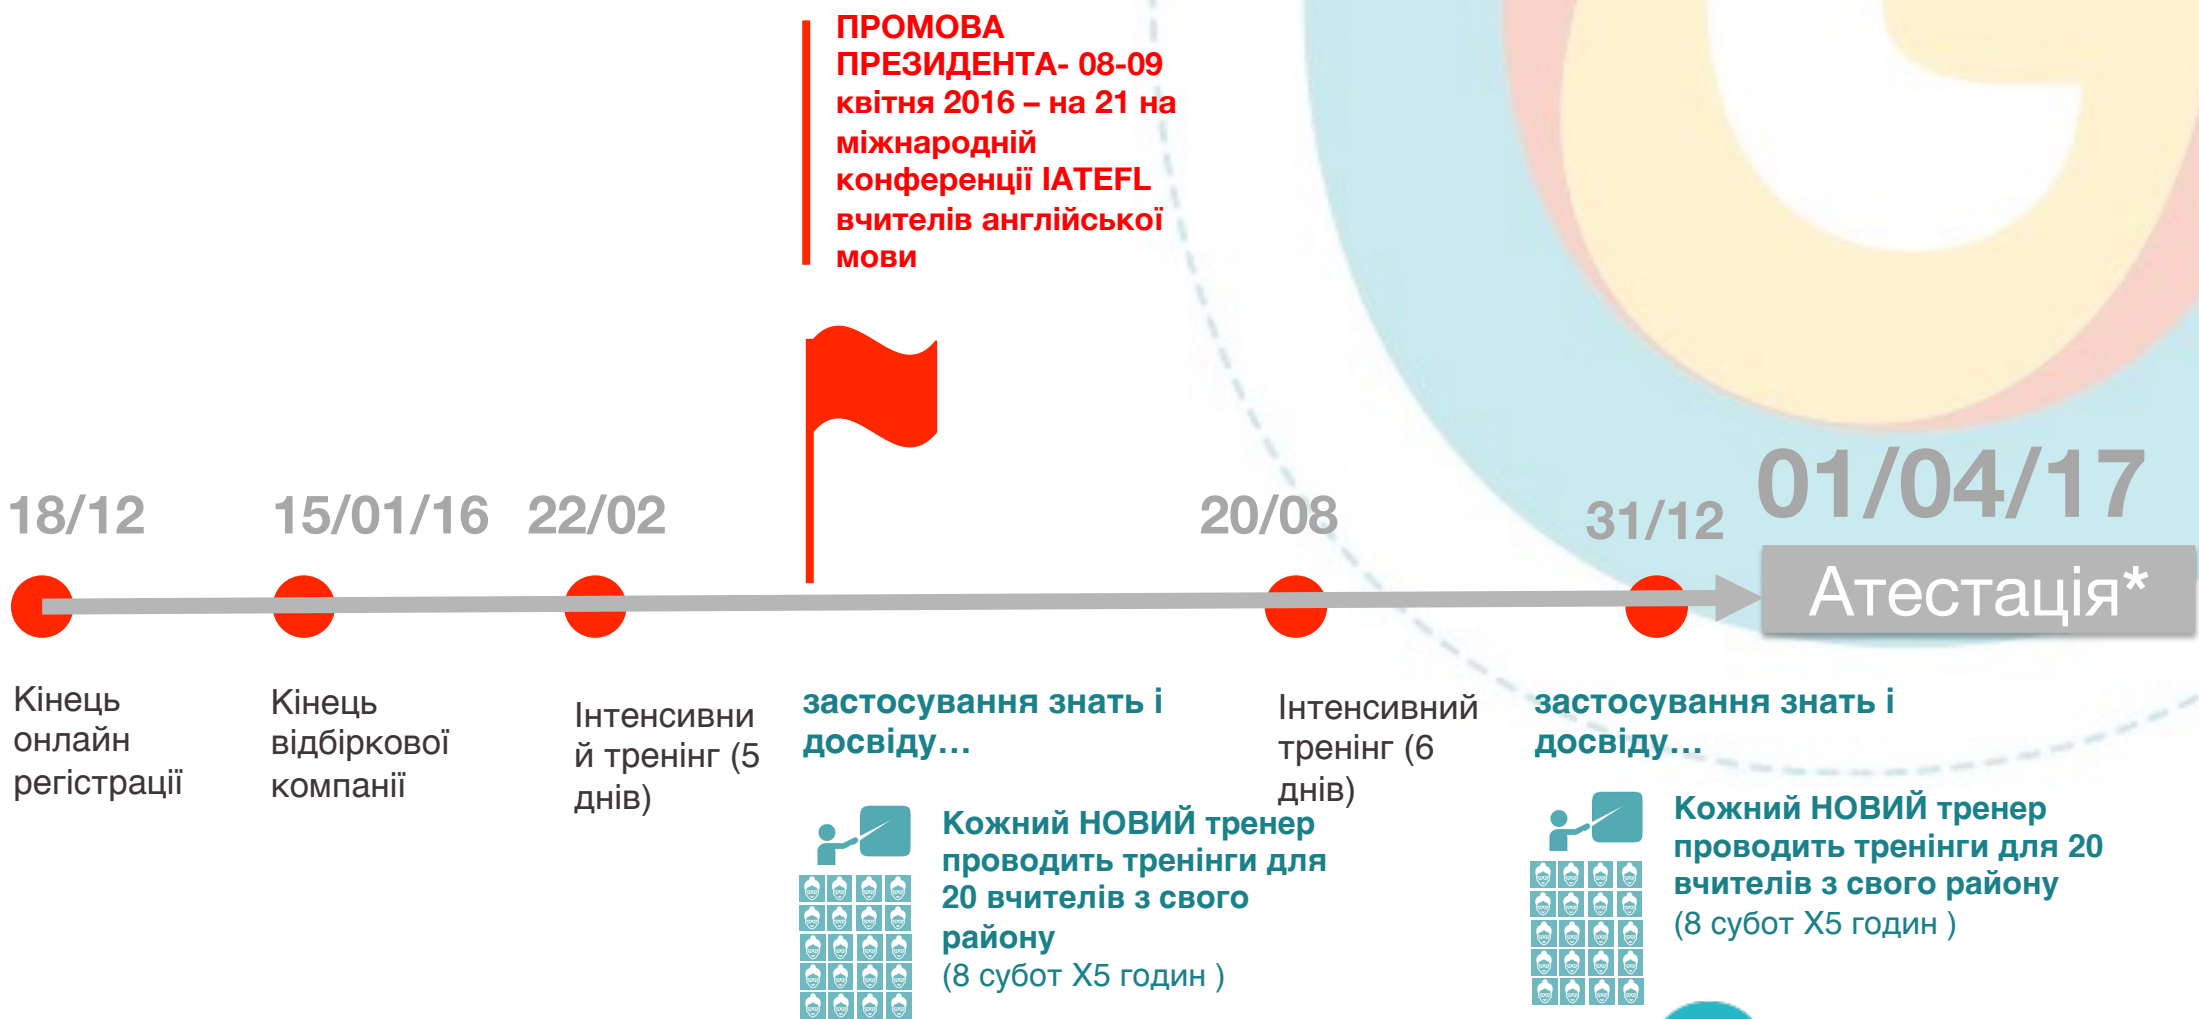 ПРОМОВА
ПРЕЗИДЕНТА- 08-09
квітня 2016 – на 21 на
міжнародній
конференції IATEFL
вчителів англійської
мови
18/12
15/01/16
22/02
20/08
31/12
01/04/17
Атестація*
Кінець
онлайн
регістрації
Кінець
відбіркової
компанії
Інтенсивни
й тренінг (5
днів)
застосування знать і
досвіду...
Кожний НОВИЙ тренер
проводить тренінги для
20 вчителів з свого
району
(8 субот X5 годин )
Інтенсивний
тренінг (6
днів)
застосування знать і
досвіду...
Кожний НОВИЙ тренер
проводить тренінги для 20
вчителів з свого району
(8 субот X5 годин )